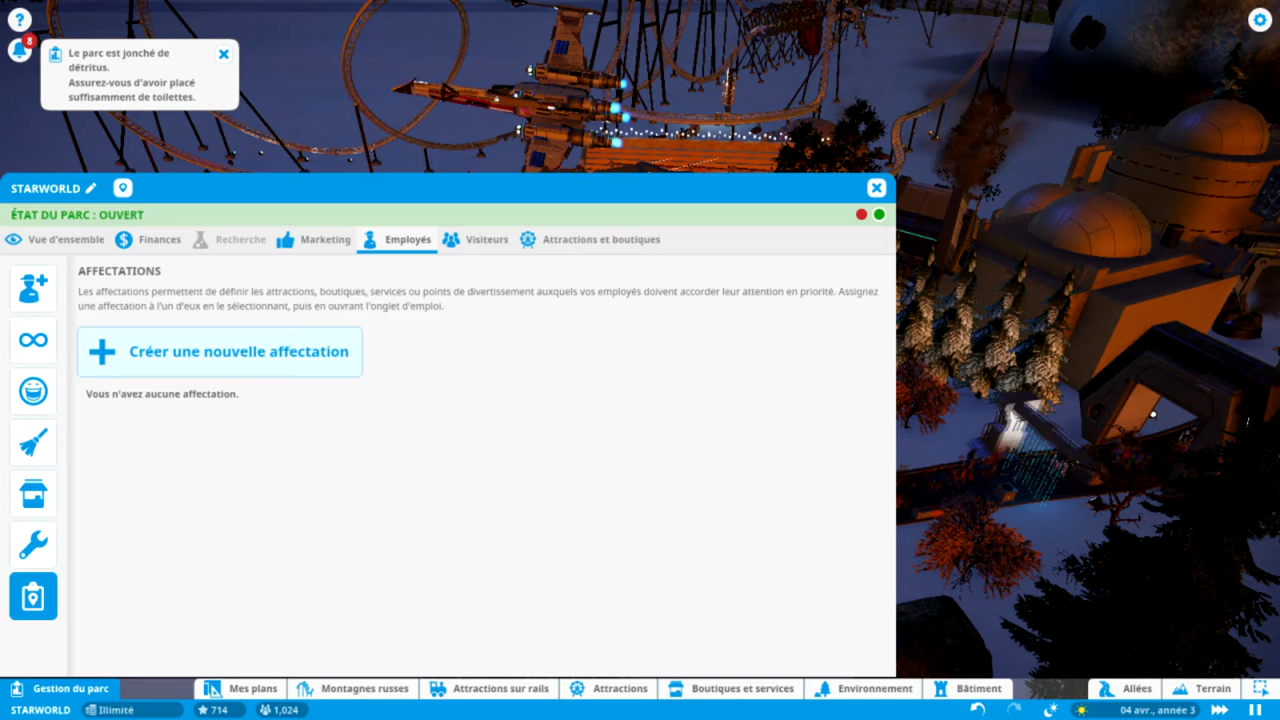 ?
8
Le parc est jonché de
détritus.
Assurez-vous d'avoir placé
suffisamment de toilettes.
STARWORLD
ÉTAT DU PARC : OUVERT
Vue d'ensemble
Finances
Recherche
Marketing
Employés
Visiteurs
Attractions et boutiques
AFFECTATIONS
Les affectations permettent de définir les attractions, boutiques, services ou points de divertissement auxquels vos employés doivent accorder leur attention en priorité. Assignez
une affectation à l'un d'eux en le sélectionnant, puis en ouvrant l'onglet d'emploi.
Créer une nouvelle affectation
Vous n'avez aucune affectation.
Gestion du parc
Mes plans
Montagnes russes
Attractions sur rails
Attractions
Boutiques et services
Environnement
Bâtiment
Allées
Terrain
STARWORLD
Illimité
714
1,024
04 avr., année 3